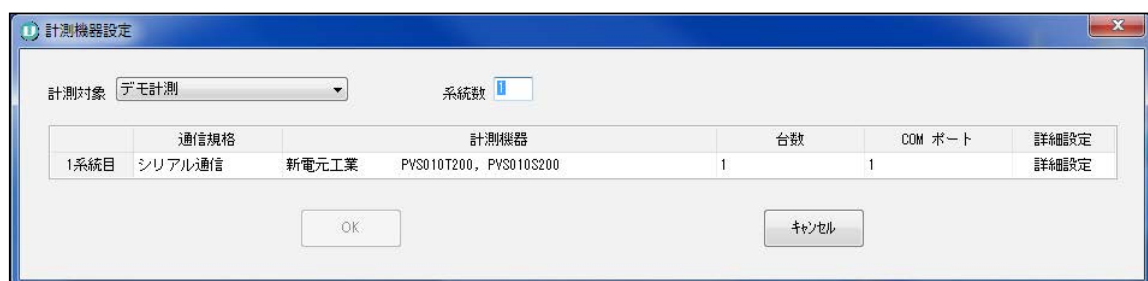 計測機器設定
計測対象 デモ計測 系統数 1
通信規格 計測機器 台数 COM ポート 詳細設定
1系統目 シリアル通信 新電元工業 PVS010T200, PVS010S200 1 1 詳細設定
OK キャンセル